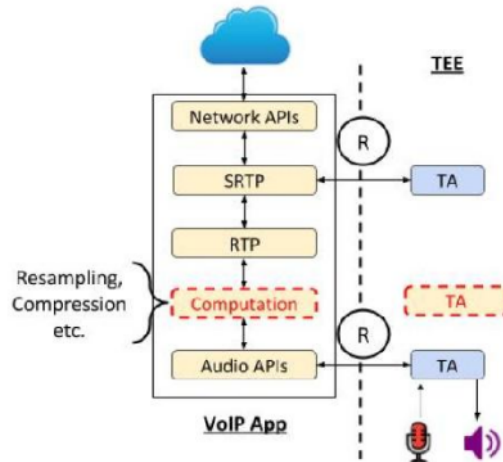 TEE
Network APIs
R
SRTP
TA
RTP
Resampling,
Compression
etc.
Computation
TA
R
Audio APIs
TA
VoIP App